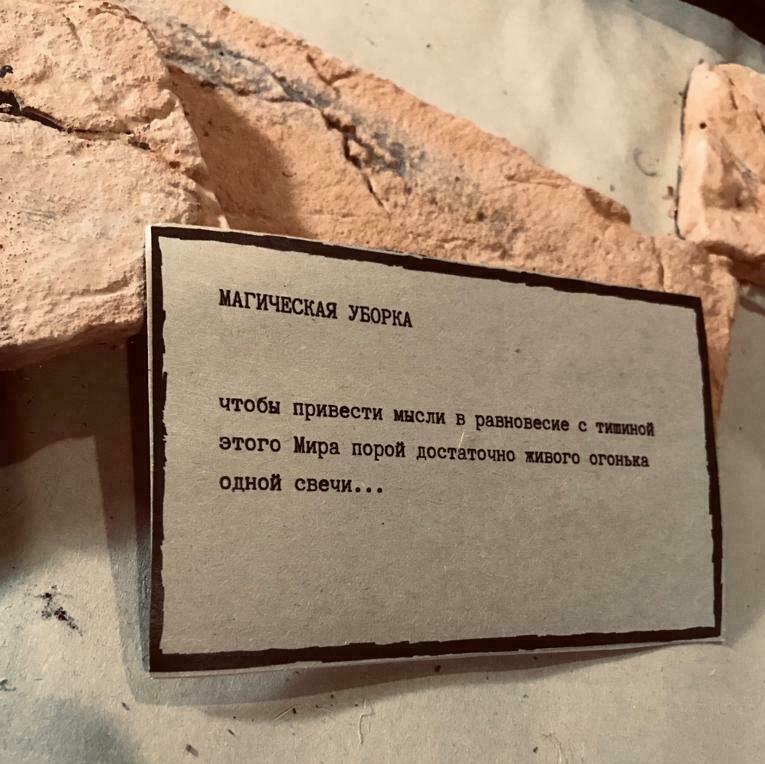 МАГИЧЕСКАЯ УБОРКА
чтобы привести мысли в равновесие с тишиной
этого Мира порой достаточно живого огонька
одной свечи...